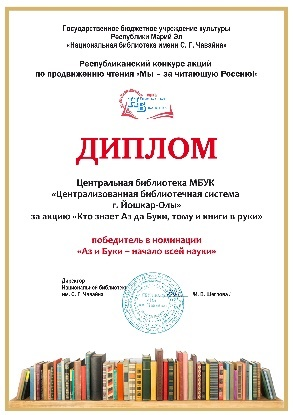 Государственное бюджетное учреждение культуры
Республики Марий Эл
«Национальная библиотека имени С. Г. Чавайна»
Республиканский конкурс акций
по продвижению чтения «Мы – за читающую Россию!»
ДИПЛОМ
Центральная библиотека МБУК
«Централизованная библиотечная система
г. Йошкар-Олы»
за акцию «Кто знает Аз да Буки, тому и книги в руки»
победитель в номинации
«Аз и Буки – начало всей науки»
Директор
Национальной библиотеки
им. С. Г. Чавайна